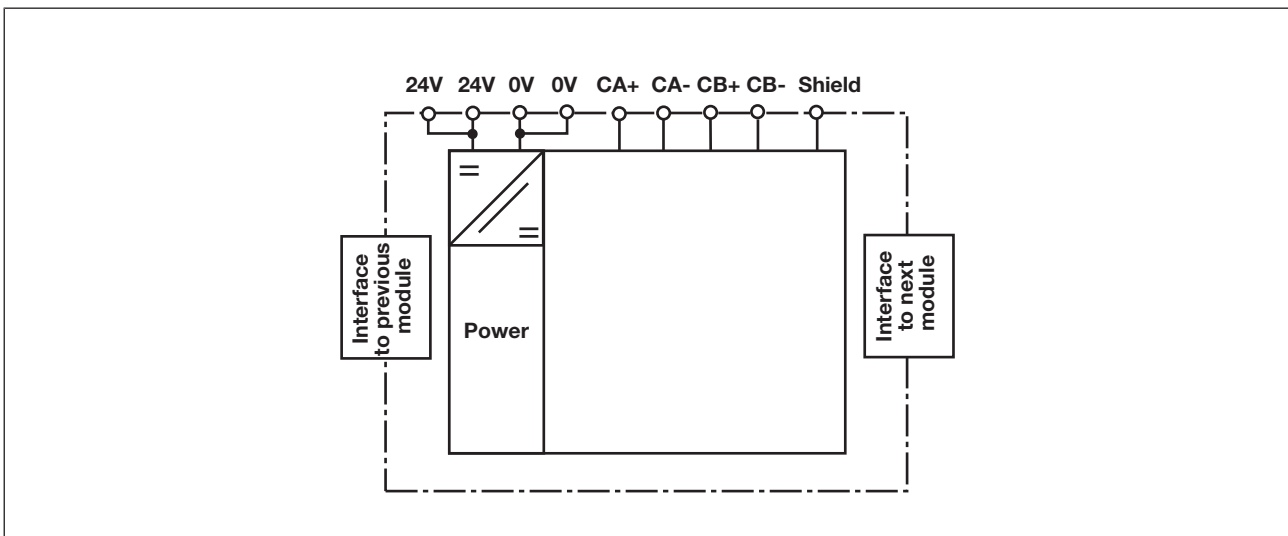 24V 24V 0V 0V CA+ CA- CB+ CB- Shield
Interface
to previous
module
Power
Interface
to next
module